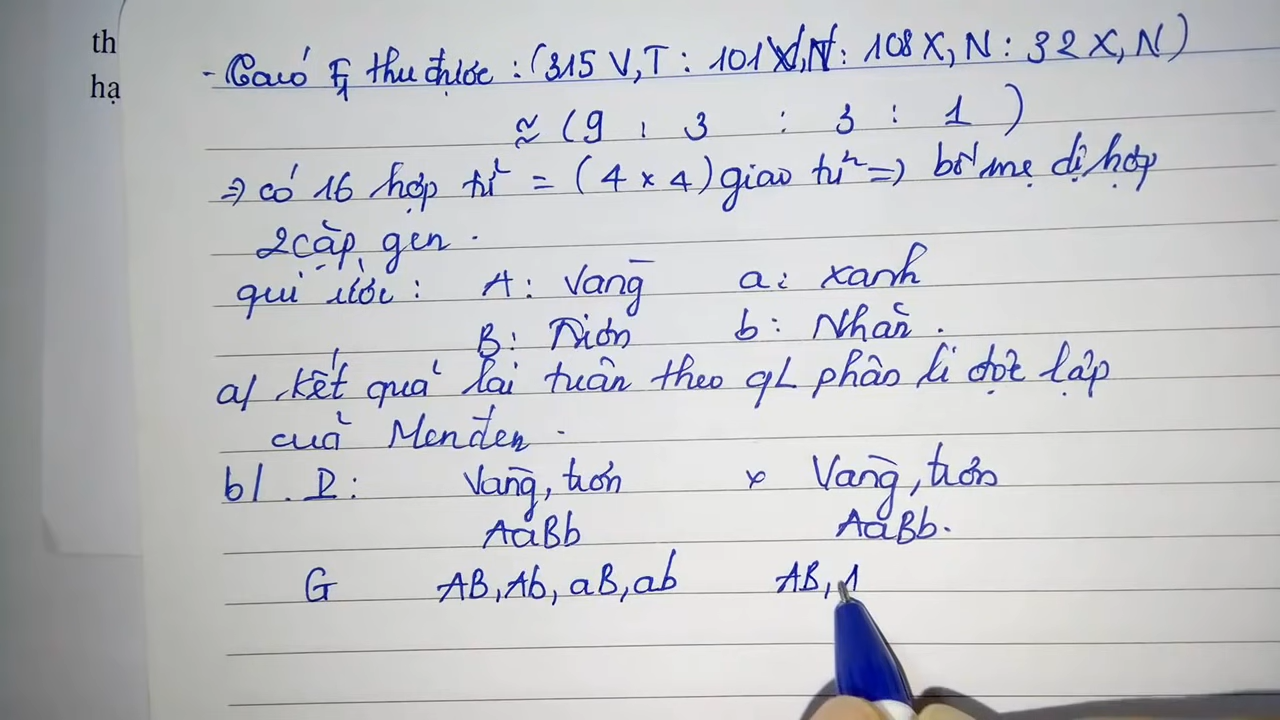 th
hạ
- Có F1 thu được : (315 V,T : 101 V,N : 108 X, N : 32 X, N )
≈ (9 : 3 : 3 : 1 )
=> có 16 hợp tử = ( 4 x 4 ) giao tử => bố mẹ dị hợp
2 cặp gen .
qui ước : A : Vàng a : xanh
B : Trơn b : Nhăn .
a/ kết quả lai tuân theo qL phân li độc lập
của Menđen .
b/ . P : Vàng, trơn x Vàng, trơn
AaBb AaBb.
G AB, Ab, aB, ab AB,